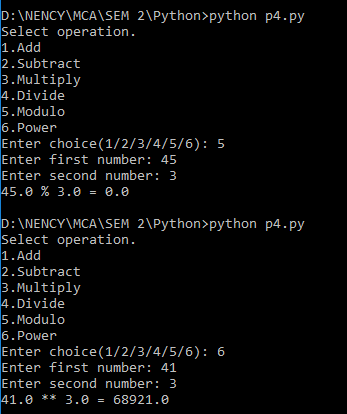 D:\NENCY\MCA\SEM 2\Python>python p4.py
Select operation.
1.Add
2.Subtract
3.Multiply
4.Divide
5.Modulo
6.Power
Enter choice(1/2/3/4/5/6): 5
Enter first number: 45
Enter second number: 3
45.0 % 3.0 = 0.0
D:\NENCY\MCA\SEM 2\Python>python p4.py
Select operation.
1.Add
2.Subtract
3.Multiply
4.Divide
5.Modulo
6.Power
Enter choice(1/2/3/4/5/6): 6
Enter first number: 41
Enter second number: 3
41.0 ** 3.0 = 68921.0